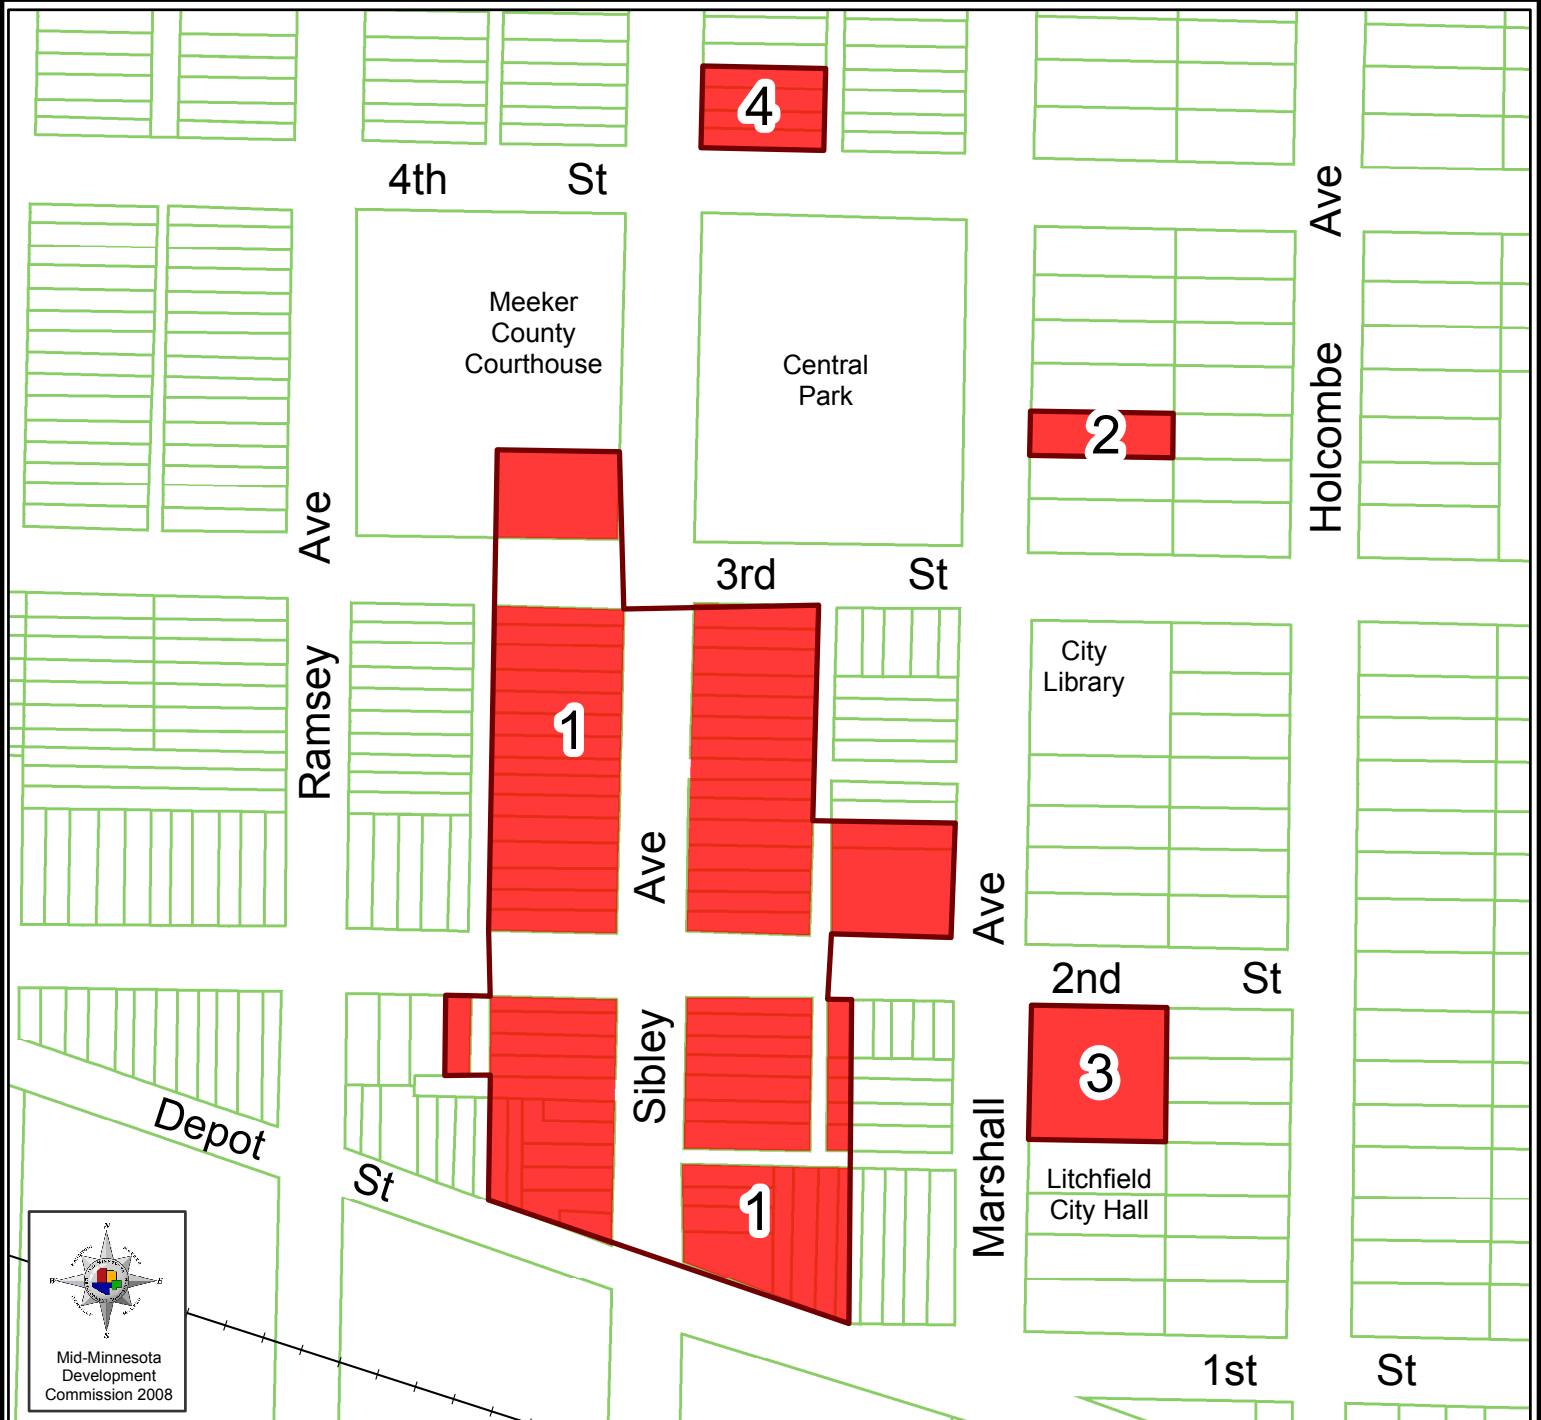 4
4th St
Ave
Meeker
County
Courthouse
Central
Park
2
Holcombe
Ave
3rd St
City
Library
Ramsey
1
Ave
Ave
2nd St
Sibley
3
Depot
St
Marshall
Litchfield
City Hall
1
N
W E
S
Mid-Minnesota
Development
Commission 2008
1st St